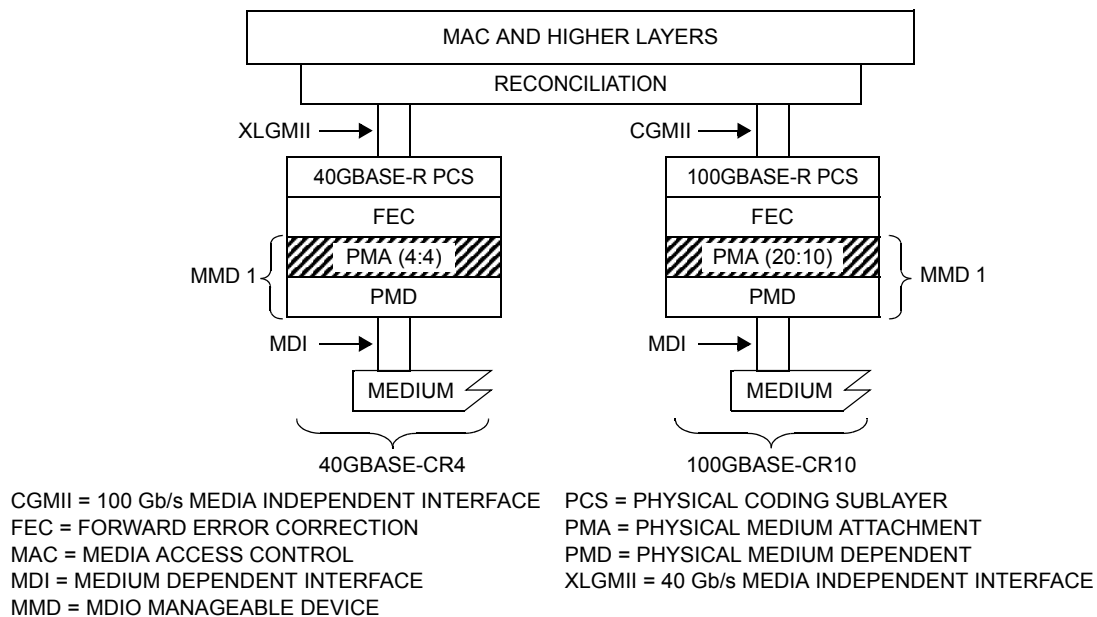 MAC AND HIGHER LAYERS
RECONCILIATION
XLGMII
CGMII
40GBASE-R PCS
100GBASE-R PCS
FEC
FEC
MMD 1
PMA (4:4)
PMA (20:10)
MMD 1
PMD
PMD
MDI
MDI
MEDIUM
MEDIUM
40GBASE-CR4
100GBASE-CR10
CGMII = 100 Gb/s MEDIA INDEPENDENT INTERFACE
FEC = FORWARD ERROR CORRECTION
MAC = MEDIA ACCESS CONTROL
MDI = MEDIUM DEPENDENT INTERFACE
MMD = MDIO MANAGEABLE DEVICE
PCS = PHYSICAL CODING SUBLAYER
PMA = PHYSICAL MEDIUM ATTACHMENT
PMD = PHYSICAL MEDIUM DEPENDENT
XLGMII = 40 Gb/s MEDIA INDEPENDENT INTERFACE